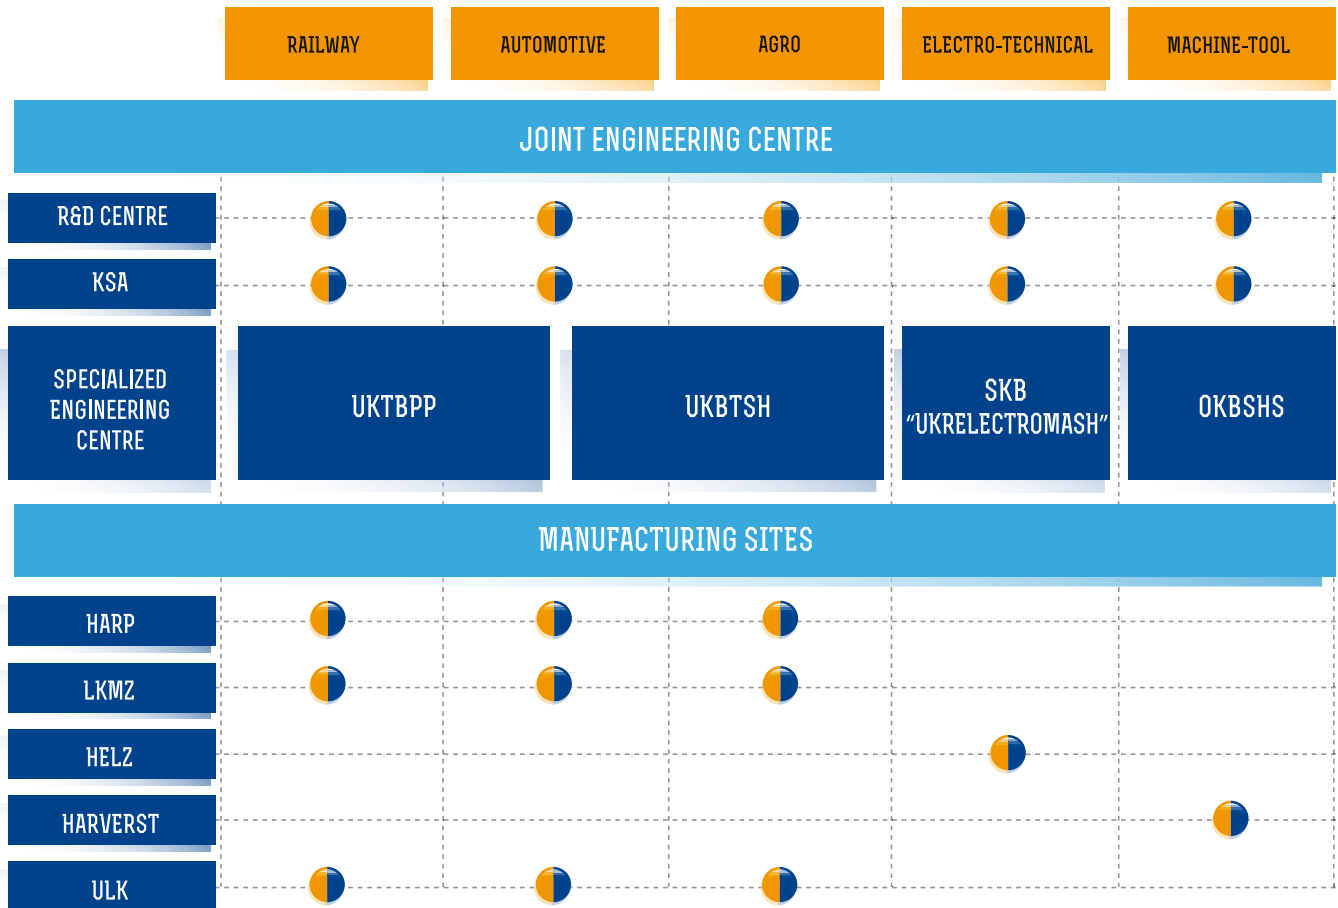 RAILWAY
AUTOMOTIVE
AGRO
ELECTRO-TECHNICAL
MACHINE-TOOL
JOINT ENGINEERING CENTRE
R&D CENTRE
KSA
SPECIALIZED
ENGINEERING
CENTRE
UKTBPP
UKBTSH
SKB
“UKRELECTROMASH”
OKBSHS
MANUFACTURING SITES
HARP
LKMZ
HELZ
HARVERST
ULK